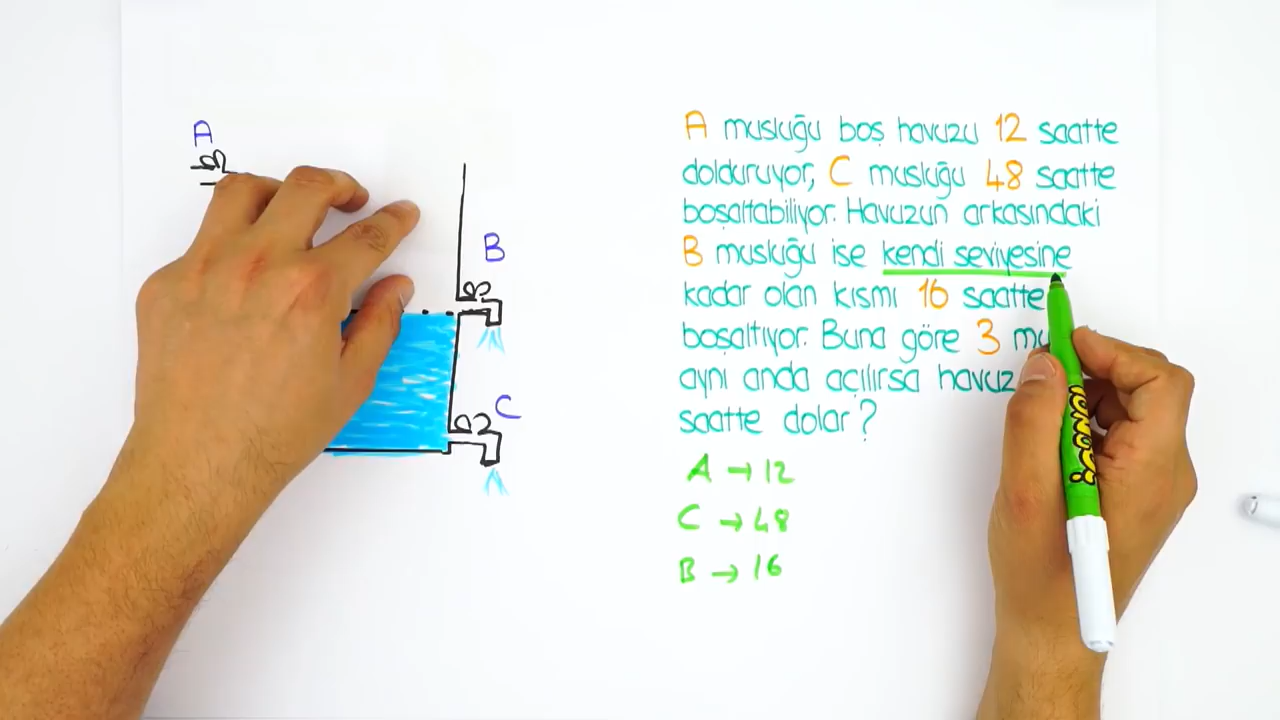 A
B
C
A musluğu boş havuzu 12 saatte
dolduruyor, C musluğu 48 saatte
boşaltabiliyor. Havuzun arkasındaki
B musluğu ise kendi seviyesine
kadar olan kısmı 16 saatte
boşaltıyor. Buna göre 3
aynı anda açılırsa havuz
saatte dolar?
A → 12
C → 48
B → 16